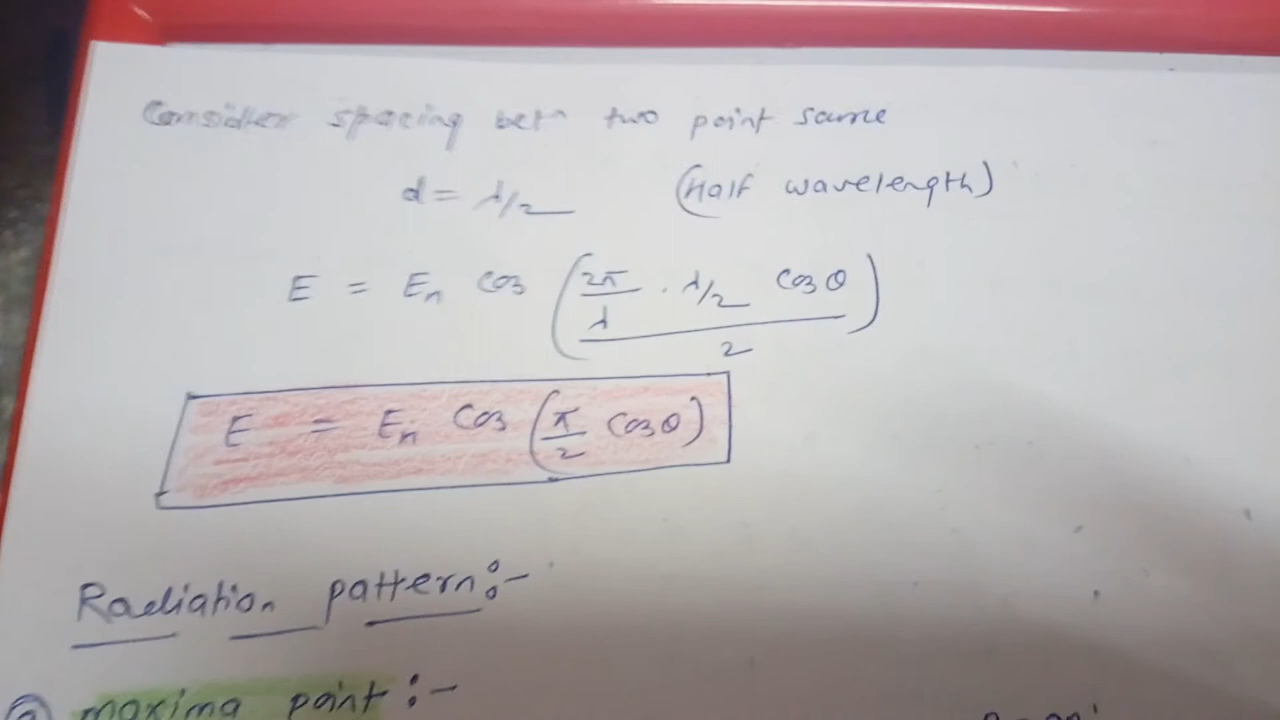 Consider spacing betn two point source
d = λ/2 (Half wavelength)
E = En cos (2π/λ . λ/2 cosθ / 2)
E = En cos (π/2 cosθ)
Radiation pattern:-
maxima point :-